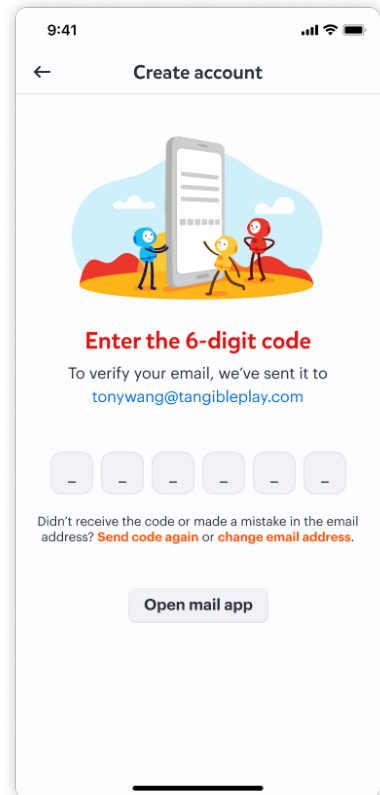 9:41
Create account
Enter the 6-digit code
To verify your email, we’ve sent it to
tonywang@tangibleplay.com
_ _ _ _ _ _
Didn’t receive the code or made a mistake in the email
address? Send code again or change email address.
Open mail app